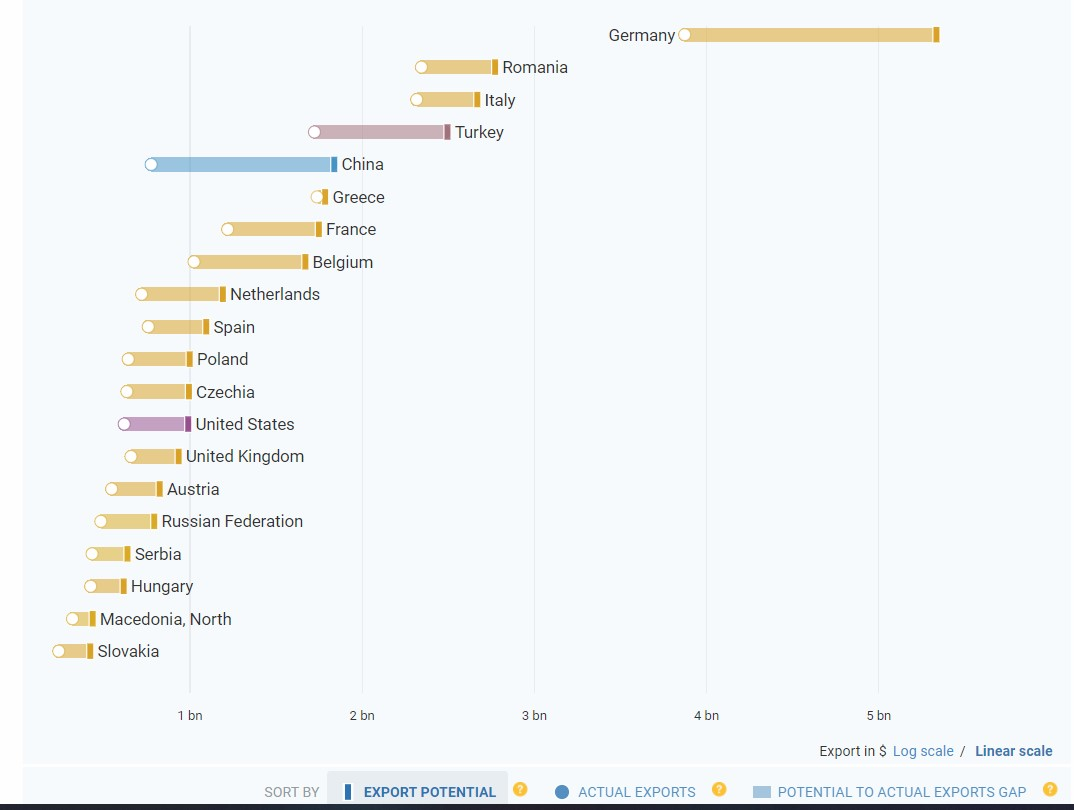 Germany
Romania
Italy
Turkey
China
Greece
France
Belgium
Netherlands
Spain
Poland
Czechia
United States
United Kingdom
Austria
Russian Federation
Serbia
Hungary
Macedonia, North
Slovakia
1 bn 2 bn 3 bn 4 bn 5 bn
Export in $ Log scale / Linear scale
SORT BY EXPORT POTENTIAL ? ACTUAL EXPORTS ? POTENTIAL TO ACTUAL EXPORTS GAP ?